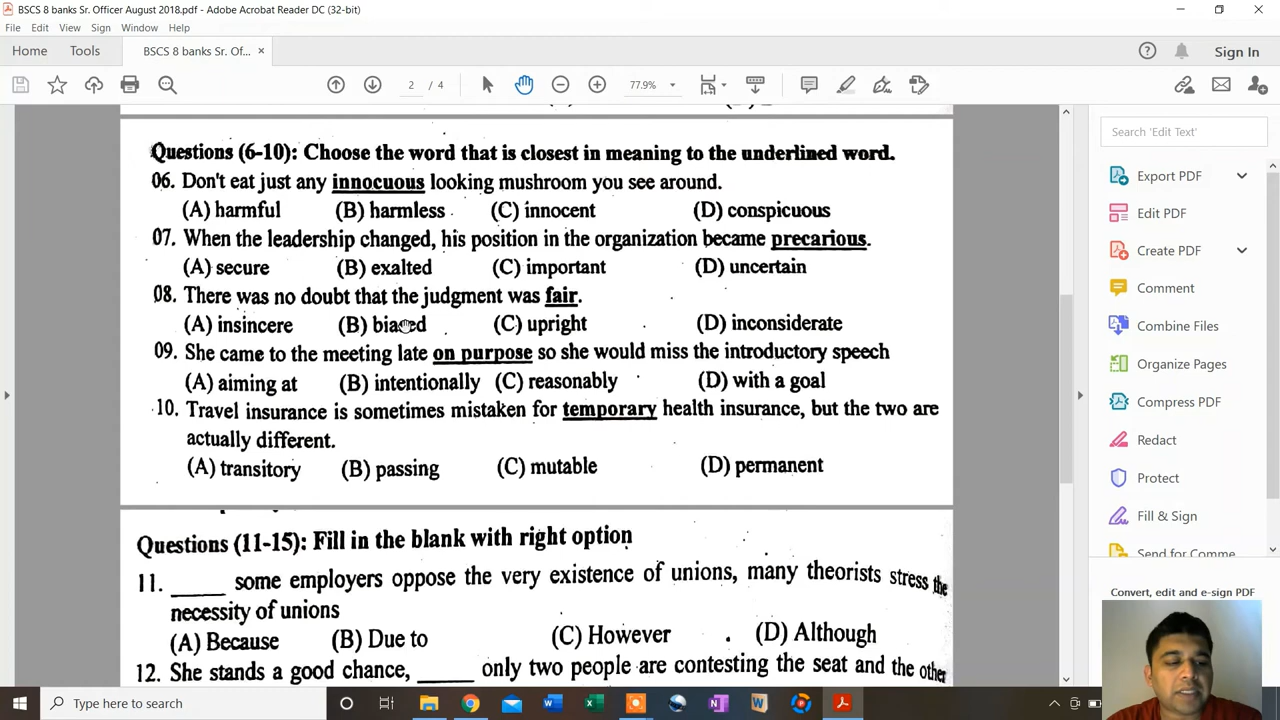 BSCS 8 banks Sr. Officer August 2018.pdf - Adobe Acrobat Reader DC (32-bit)
File Edit View Sign Window Help
Home Tools BSCS 8 banks Sr. Of... × Sign In
2 / 4 77.9%
Questions (6-10): Choose the word that is closest in meaning to the underlined word.
06. Don't eat just any innocuous looking mushroom you see around.
(A) harmful (B) harmless (C) innocent (D) conspicuous
07. When the leadership changed, his position in the organization became precarious.
(A) secure (B) exalted (C) important (D) uncertain
08. There was no doubt that the judgment was fair.
(A) insincere (B) biased (C) upright (D) inconsiderate
09. She came to the meeting late on purpose so she would miss the introductory speech
(A) aiming at (B) intentionally (C) reasonably (D) with a goal
10. Travel insurance is sometimes mistaken for temporary health insurance, but the two are
actually different.
(A) transitory (B) passing (C) mutable (D) permanent
Questions (11-15): Fill in the blank with right option
11. _____ some employers oppose the very existence of unions, many theorists stress the
necessity of unions
(A) Because (B) Due to (C) However (D) Although
12. She stands a good chance, _____ only two people are contesting the seat and the other
Search 'Edit Text'
Export PDF
Edit PDF
Create PDF
Comment
Combine Files
Organize Pages
Compress PDF
Redact
Protect
Fill & Sign
Send for Comme
Convert, edit and e-sign PDF
Type here to search